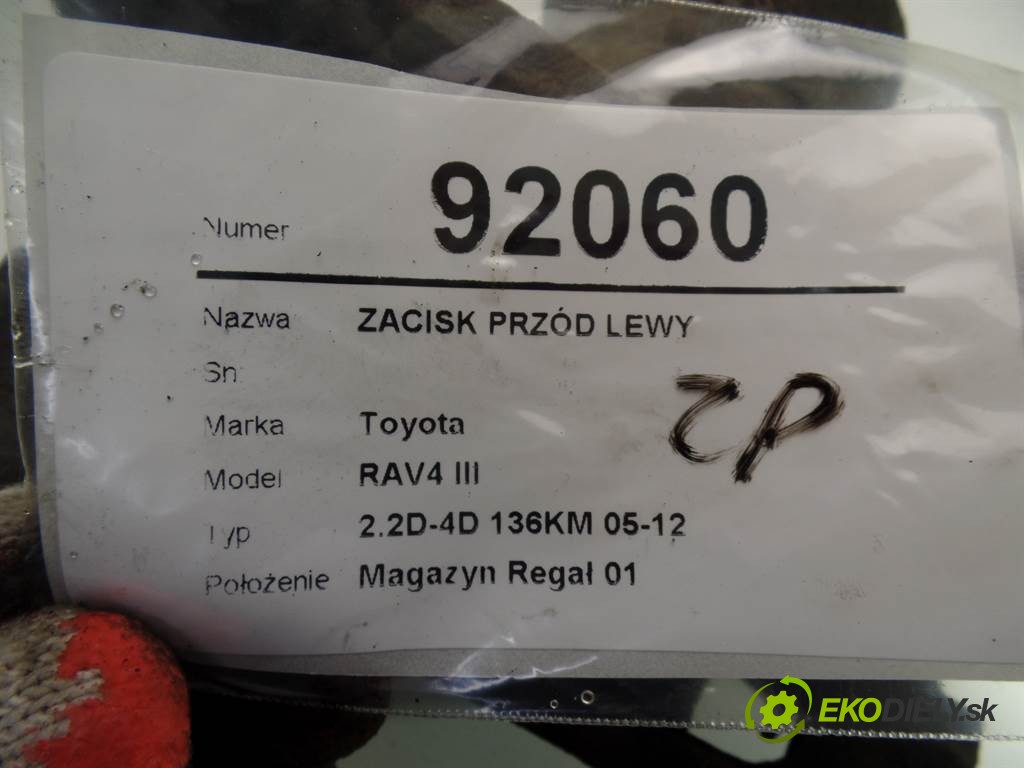 Numer 92060
Nazwa ZACISK PRZÓD LEWY
Sn
Marka Toyota
Model RAV4 III
Typ 2.2D-4D 136KM 05-12
Położenie Magazyn Regał 01
ZP
EKODIELY.sk